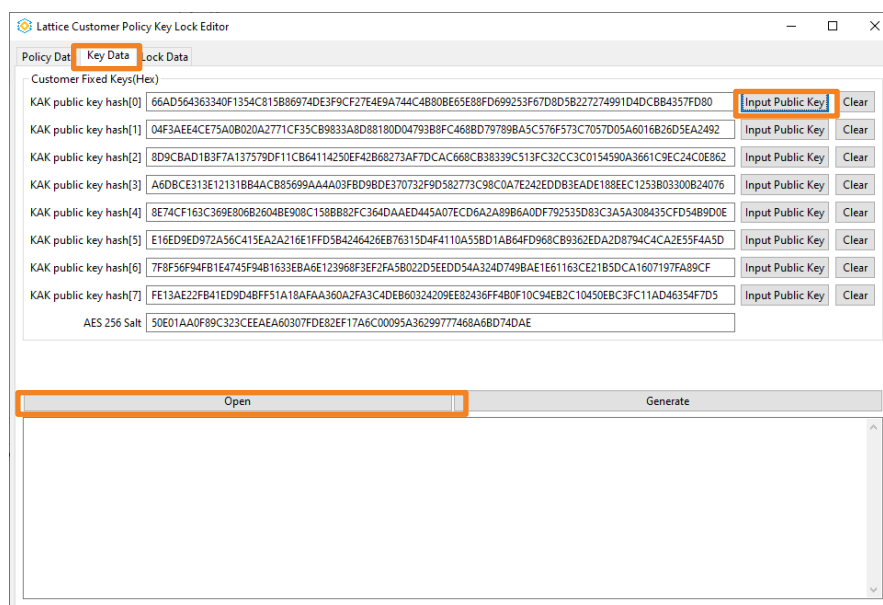 Lattice Customer Policy Key Lock Editor
Policy Dat Key Data Lock Data
Customer Fixed Keys(Hex)
KAK public key hash[0] 66AD564363340F1354C815B86974DE3F9CF27E4E9A744C4B80BE65E88FD699253F67D8D5B227274991D4DCBB4357FD80 Input Public Key Clear
KAK public key hash[1] 04F3AEE4CE75A0B020A2771CF35CB9833A8D88180D04793B8FC468BD79789BA5C576F573C7057D05A6016B26D5EA2492 Input Public Key Clear
KAK public key hash[2] 8D9CBAD1B3F7A137579DF11CB64114250EF42B68273AF7DCAC668CB38339C513FC32CC3C0154590A3661C9EC24C0E862 Input Public Key Clear
KAK public key hash[3] A6DBCE313E12131BB4ACB85699AA4A03FBD9BDE370732F9D582773C98C0A7E242EDDB3EADE188EEC1253B03300B24076 Input Public Key Clear
KAK public key hash[4] 8E74CF163C369E806B2604BE908C158BB82FC364DAAED445A07ECD6A2A89B6A0DF792535D83C3A5A308435CFD54B9D0E Input Public Key Clear
KAK public key hash[5] E16ED9ED972A56C415EA2A216E1FFD5B4246426EB76315D4F4110A55BD1AB64FD968CB9362EDA2D8794C4CA2E55F4A5D Input Public Key Clear
KAK public key hash[6] 7F8F56F94FB1E4745F94B1633EBA6E123968F3EF2FA5B022D5EEDD54A324D749BAE1E61163CE21B5DCA1607197FA89CF Input Public Key Clear
KAK public key hash[7] FE13AE22FB41ED9D4BFF51A18AFAA360A2FA3C4DEB60324209EE82436FF4B0F10C94EB2C10450EBC3FC11AD46354F7D5 Input Public Key Clear
AES 256 Salt 50E01AA0F89C323CEEAEA60307FDE82EF17A6C00095A36299777468A6BD74DAE
Open Generate